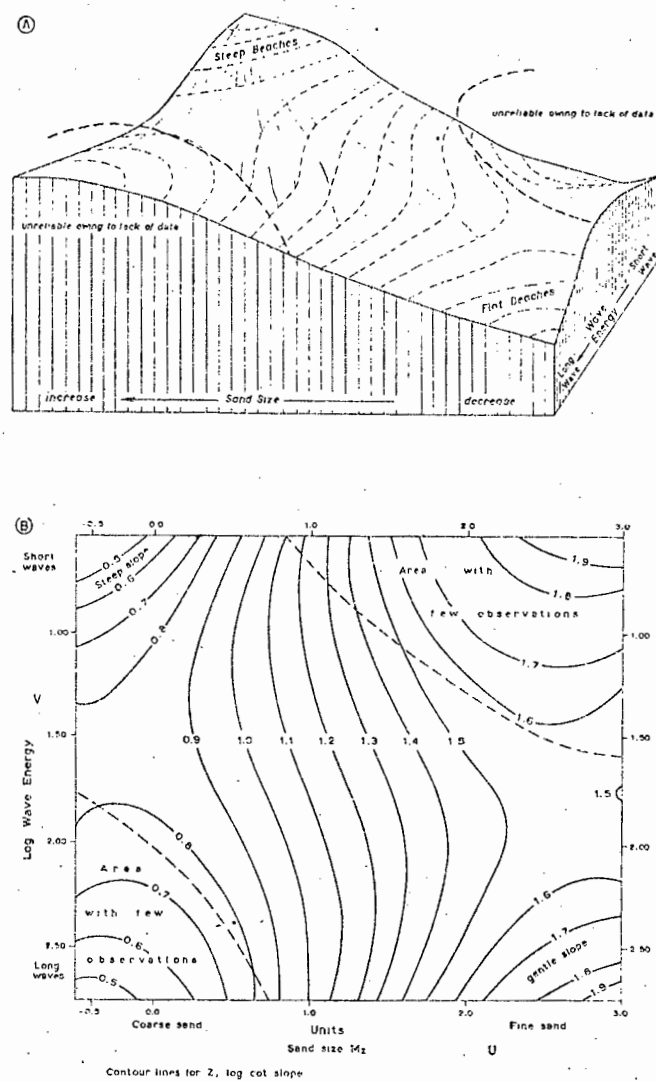 A
Steep Beaches
unreliable owing to lack of data
unreliable owing to lack of data
Flat Beaches
Short Wave
Wave Energy
Long Wave
increase
Sand Size
decrease
B
-0.5 0.0 1.0 2.0 3.0
Short waves
0.5
Steep slope
0.6
0.7
0.8
Area with
few observations
1.9
1.8
1.7
1.6
1.00
1.00
V
1.50
0.9 1.0 1.1 1.2 1.3 1.4 1.5
1.50
1.5
Log Wave Energy
2.00
0.8
2.00
Area
0.7
with few
0.6
observations
0.5
1.6
1.7
gentle slope
1.8
1.9
2.50
2.50
Long waves
-0.5 0.0 1.0 2.0 3.0
Coarse sand Units Fine sand
Sand size Mz U
Contour lines for Z, log cot slope